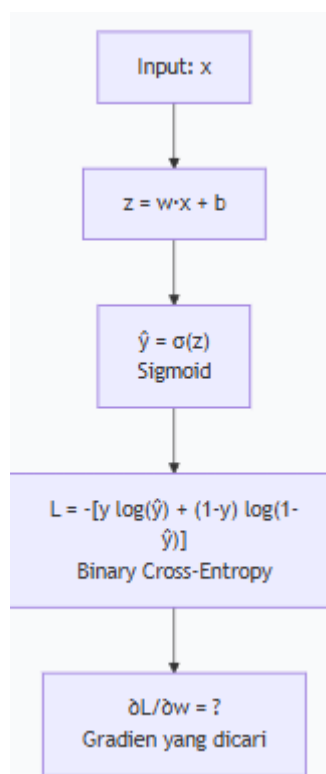 Input: x
z = w·x + b
ŷ = σ(z)
Sigmoid
L = -[y log(ŷ) + (1-y) log(1-
ŷ)]
Binary Cross-Entropy
∂L/∂w = ?
Gradien yang dicari